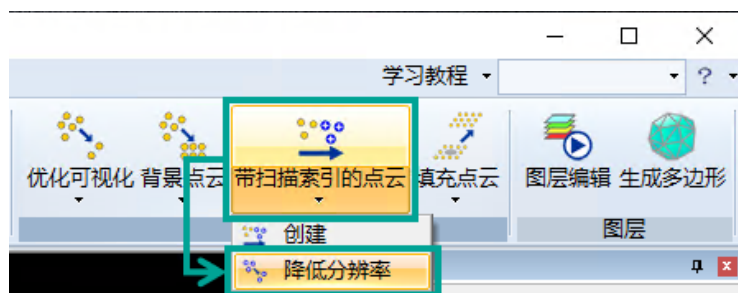 学习教程
?
优化可视化 背景点云 带扫描索引的点云 填充点云 图层编辑 生成多边形
图层
创建
降低分辨率